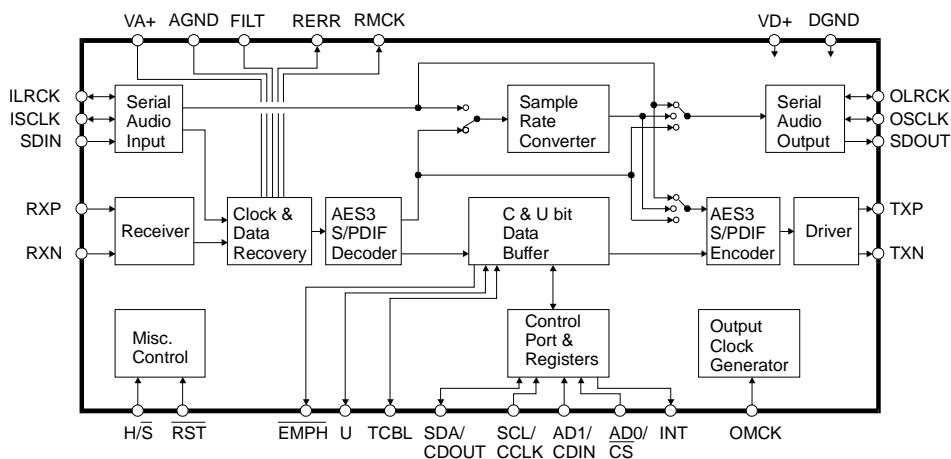 VA+ AGND FILT RERR RMCK VD+ DGND
ILRCK
ISCLK
SDIN
Serial
Audio
Input
Sample
Rate
Converter
Serial
Audio
Output
OLRCK
OSCLK
SDOUT
RXP
RXN
Receiver
Clock &
Data
Recovery
AES3
S/PDIF
Decoder
C & U bit
Data
Buffer
AES3
S/PDIF
Encoder
Driver
TXP
TXN
Misc.
Control
Control
Port &
Registers
Output
Clock
Generator
H/S RST EMPH U TCBL SDA/ SCL/ AD1/ AD0/ INT OMCK
CDOUT CCLK CDIN CS